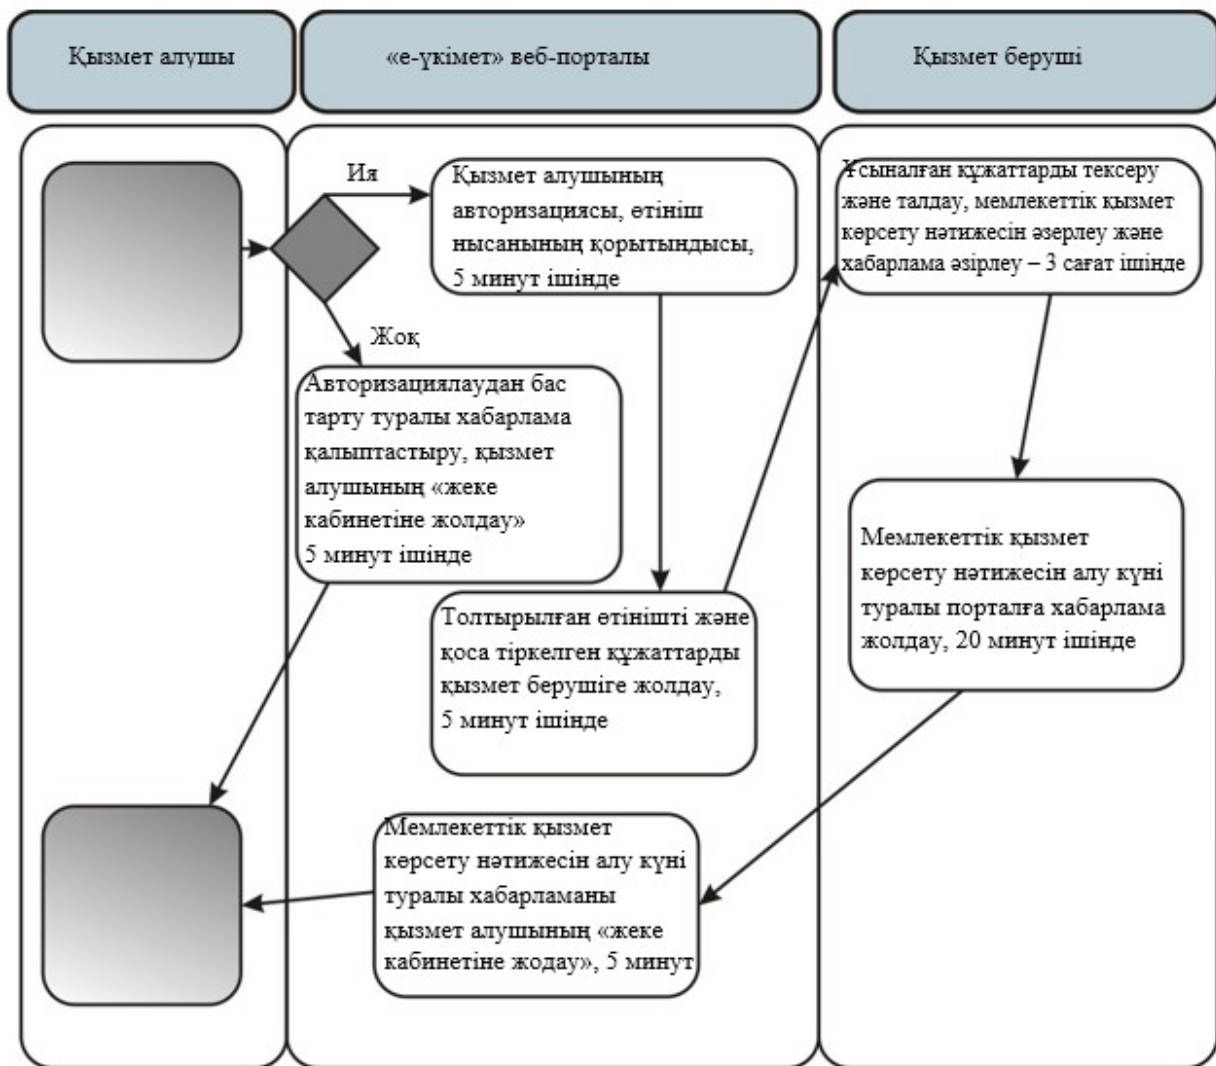 Қызмет алушы
«е-үкімет» веб-порталы
Қызмет беруші
Ия
Қызмет алушының
авторизациясы, өтініш
нысанының қорытындысы,
5 минут ішінде
Ұсыналған құжаттарды тексеру
және талдау, мемлекеттік қызмет
көрсету нәтижесін әзерлеу және
хабарлама әзірлеу – 3 сағат ішінде
Жоқ
Авторизациялаудан бас
тарту туралы хабарлама
қалыптастыру, қызмет
алушының «жеке
кабинетіне жолдау»
5 минут ішінде
Мемлекеттік қызмет
көрсету нәтижесін алу күні
туралы порталға хабарлама
жолдау, 20 минут ішінде
Толтырылған өтінішті және
қоса тіркелген құжаттарды
қызмет берушіге жолдау,
5 минут ішінде
Мемлекеттік қызмет
көрсету нәтижесін алу күні
туралы хабарламаны
қызмет алушының «жеке
кабинетіне жодау», 5 минут